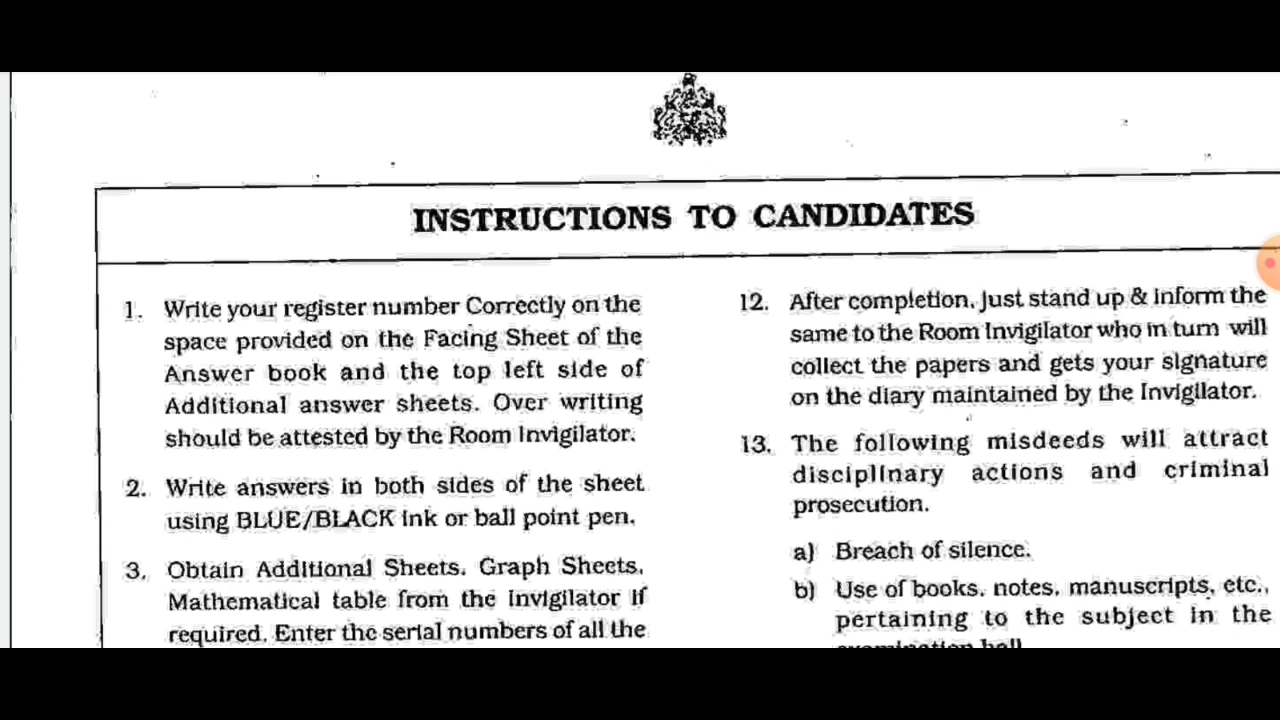 INSTRUCTIONS TO CANDIDATES
1. Write your register number Correctly on the
space provided on the Facing Sheet of the
Answer book and the top left side of
Additional answer sheets. Over writing
should be attested by the Room Invigilator.
2. Write answers in both sides of the sheet
using BLUE/BLACK ink or ball point pen.
3. Obtain Additional Sheets, Graph Sheets,
Mathematical table from the Invigilator if
required. Enter the serial numbers of all the
12. After completion, Just stand up & inform the
same to the Room Invigilator who in turn will
collect the papers and gets your signature
on the diary maintained by the Invigilator.
13. The following misdeeds will attract
disciplinary actions and criminal
prosecution.
a) Breach of silence.
b) Use of books, notes, manuscripts, etc.,
pertaining to the subject in the
examination hall